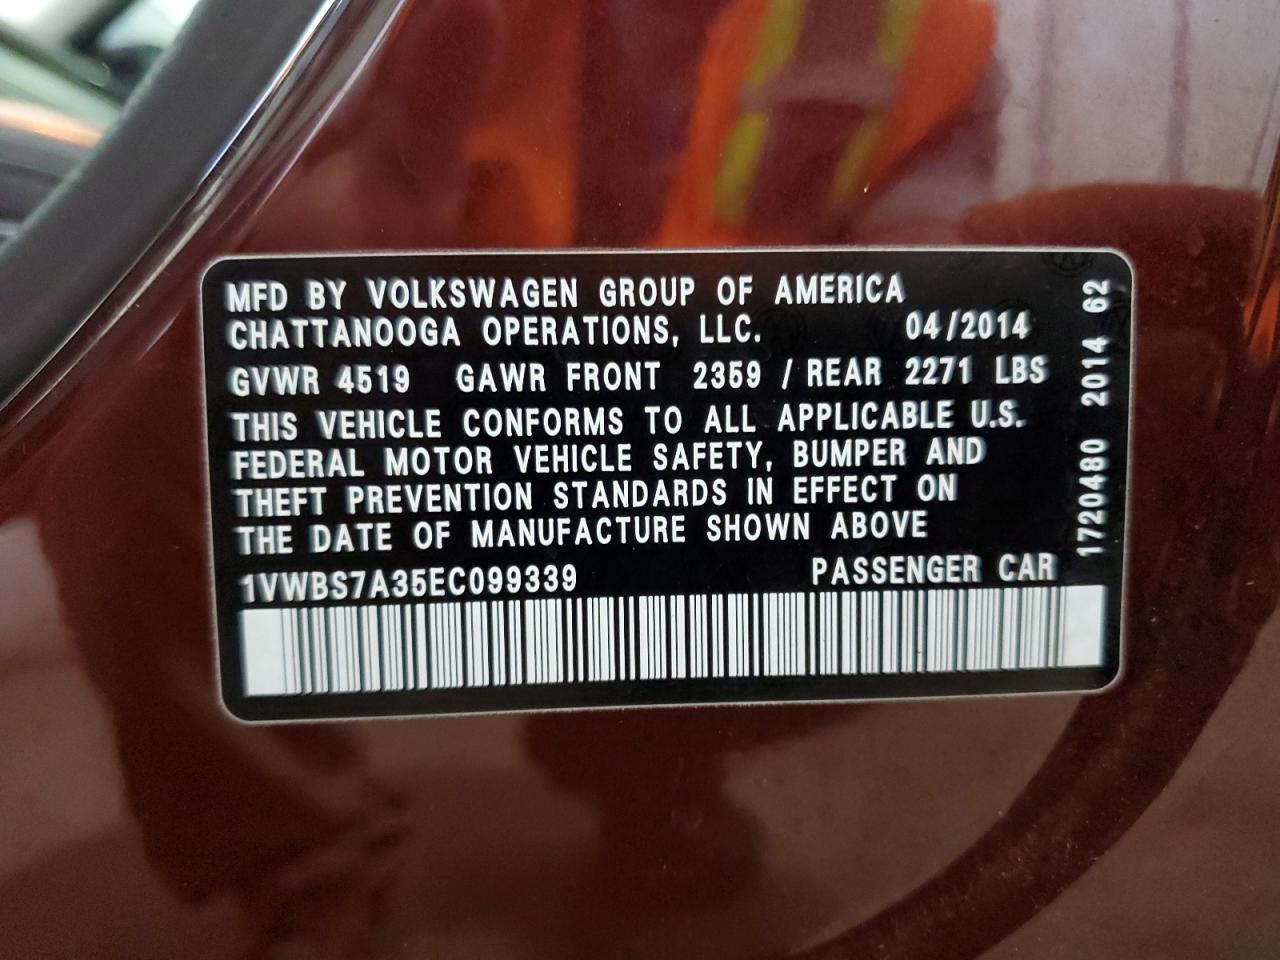 MFD BY VOLKSWAGEN GROUP OF AMERICA
CHATTANOOGA OPERATIONS, LLC. 04/2014
GVWR 4519 GAWR FRONT 2359 / REAR 2271 LBS
THIS VEHICLE CONFORMS TO ALL APPLICABLE U.S.
FEDERAL MOTOR VEHICLE SAFETY, BUMPER AND
THEFT PREVENTION STANDARDS IN EFFECT ON
THE DATE OF MANUFACTURE SHOWN ABOVE
1VWBS7A35EC099339 PASSENGER CAR
1720480 2014 62